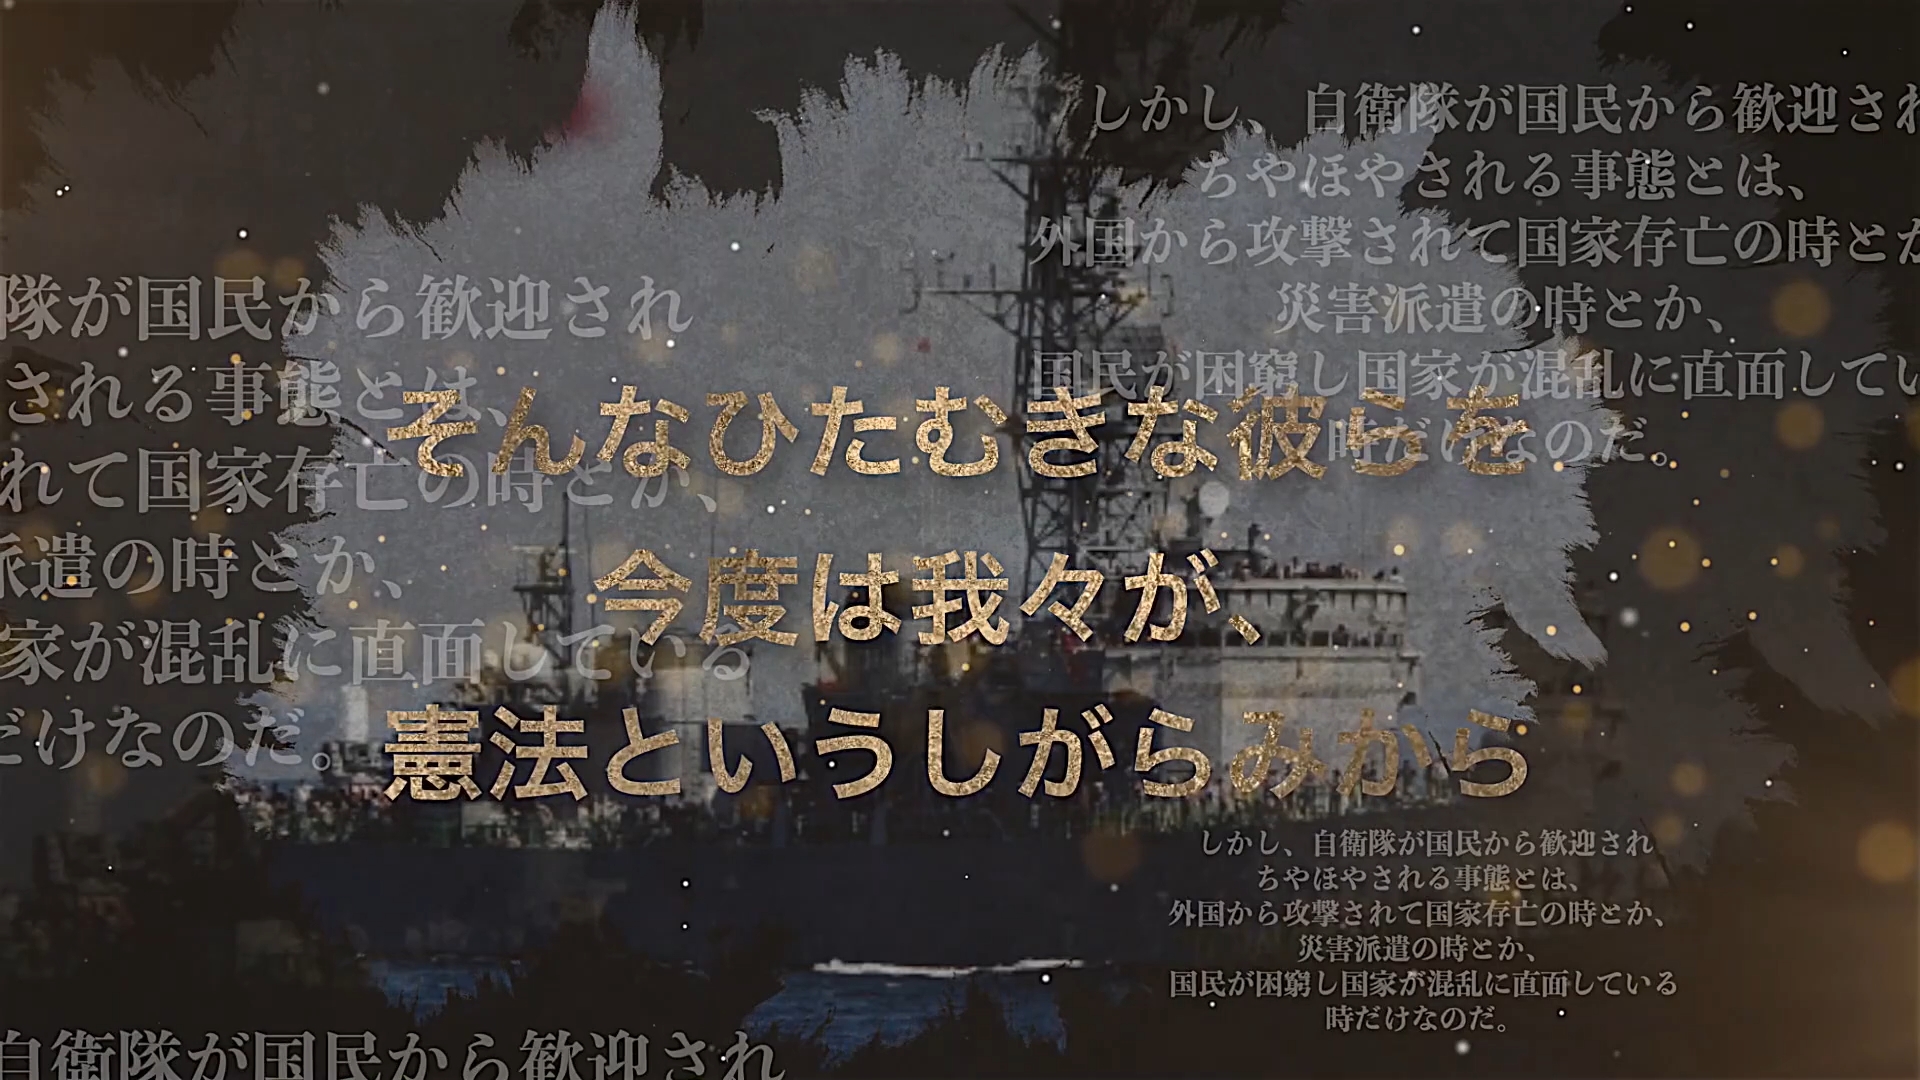 しかし、自衛隊が国民から歓迎され
ちやほやされる事態とは、
外国から攻撃されて国家存亡の時とか
災害派遣の時とか、
国民が困窮し国家が混乱に直面してい
時だけなのだ。
隊が国民から歓迎され
される事態とは、
れて国家存亡の時とか、
派遣の時とか、
家が混乱に直面している
だけなのだ。
そんなひたむきな彼らを
今度は我々が、
憲法というしがらみから
しかし、自衛隊が国民から歓迎され
ちやほやされる事態とは、
外国から攻撃されて国家存亡の時とか、
災害派遣の時とか、
国民が困窮し国家が混乱に直面している
時だけなのだ。
自衛隊が国民から歓迎され